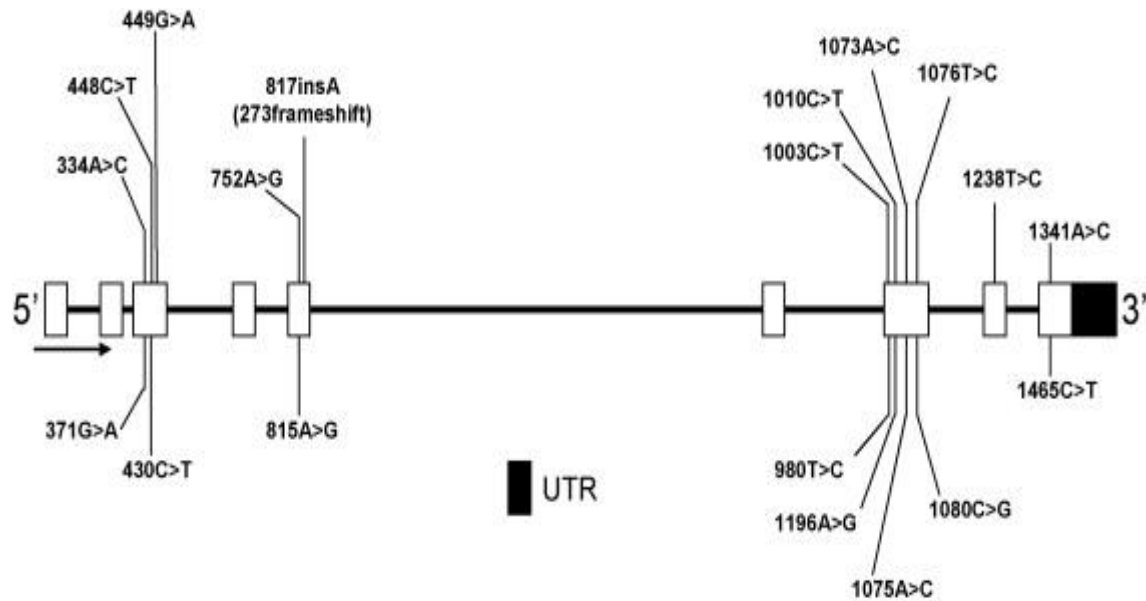 449G>A
448C>T
334A>C
817insA
(273frameshift)
752A>G
1073A>C
1076T>C
1010C>T
1003C>T
1238T>C
1341A>C
5’
3’
371G>A
430C>T
815A>G
UTR
980T>C
1196A>G
1075A>C
1080C>G
1465C>T